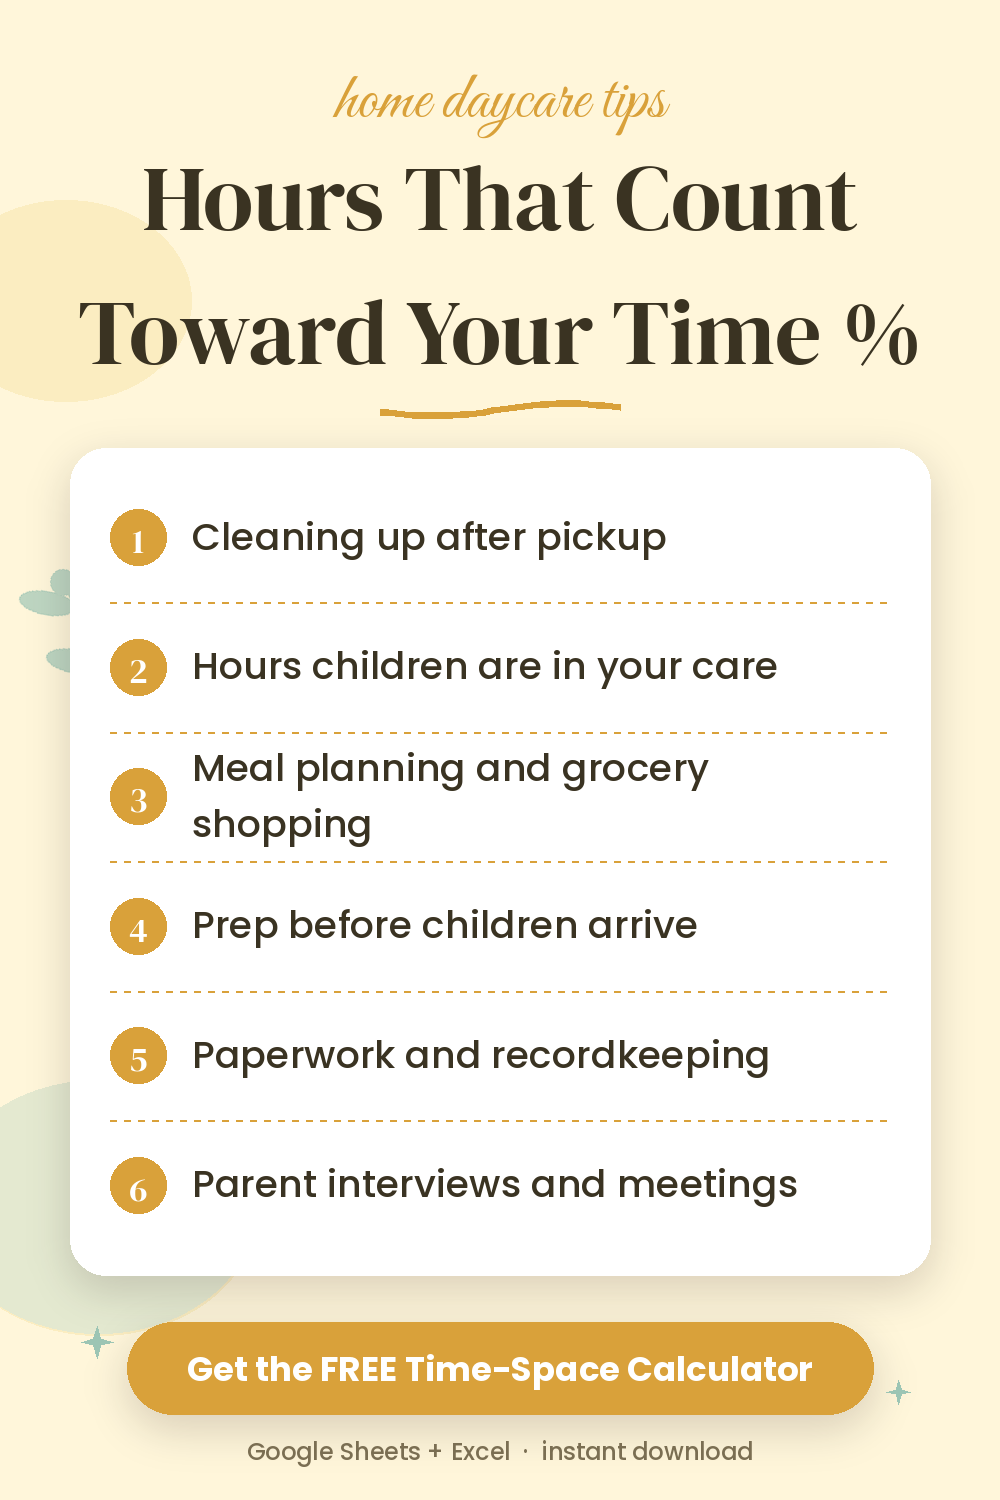 home daycare tips
Hours That Count
Toward Your Time %
1 Cleaning up after pickup
2 Hours children are in your care
3 Meal planning and grocery
shopping
4 Prep before children arrive
5 Paperwork and recordkeeping
6 Parent interviews and meetings
Get the FREE Time-Space Calculator
Google Sheets + Excel · instant download